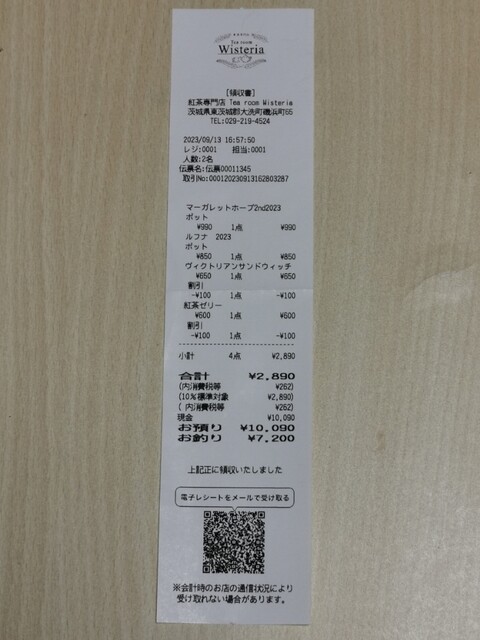 Tea room
Wisteria
[領収書]
紅茶専門店 Tea room Wisteria
茨城県東茨城郡大洗町磯浜町65
TEL:029-219-4524
2023/09/13 16:57:50
レジ:0001 担当:0001
人数:2名
伝票名:伝票00011345
取引No:000120230913162803287
マーガレットホープ2nd2023
ポット
¥990 1点 ¥990
ルフナ 2023
ポット
¥850 1点 ¥850
ヴィクトリアンサンドウィッチ
¥650 1点 ¥650
割引
-¥100 1点 -¥100
紅茶ゼリー
¥600 1点 ¥600
割引
-¥100 1点 -¥100
小計 4点 ¥2,890
合計 ¥2,890
(内消費税等 ¥262)
(10%標準対象 ¥2,890)
( 内消費税等 ¥262)
現金 ¥10,090
お預り ¥10,090
お釣り ¥7,200
上記正に領収いたしました
電子レシートをメールで受け取る
※会計時のお店の通信状況により
受け取れない場合があります。